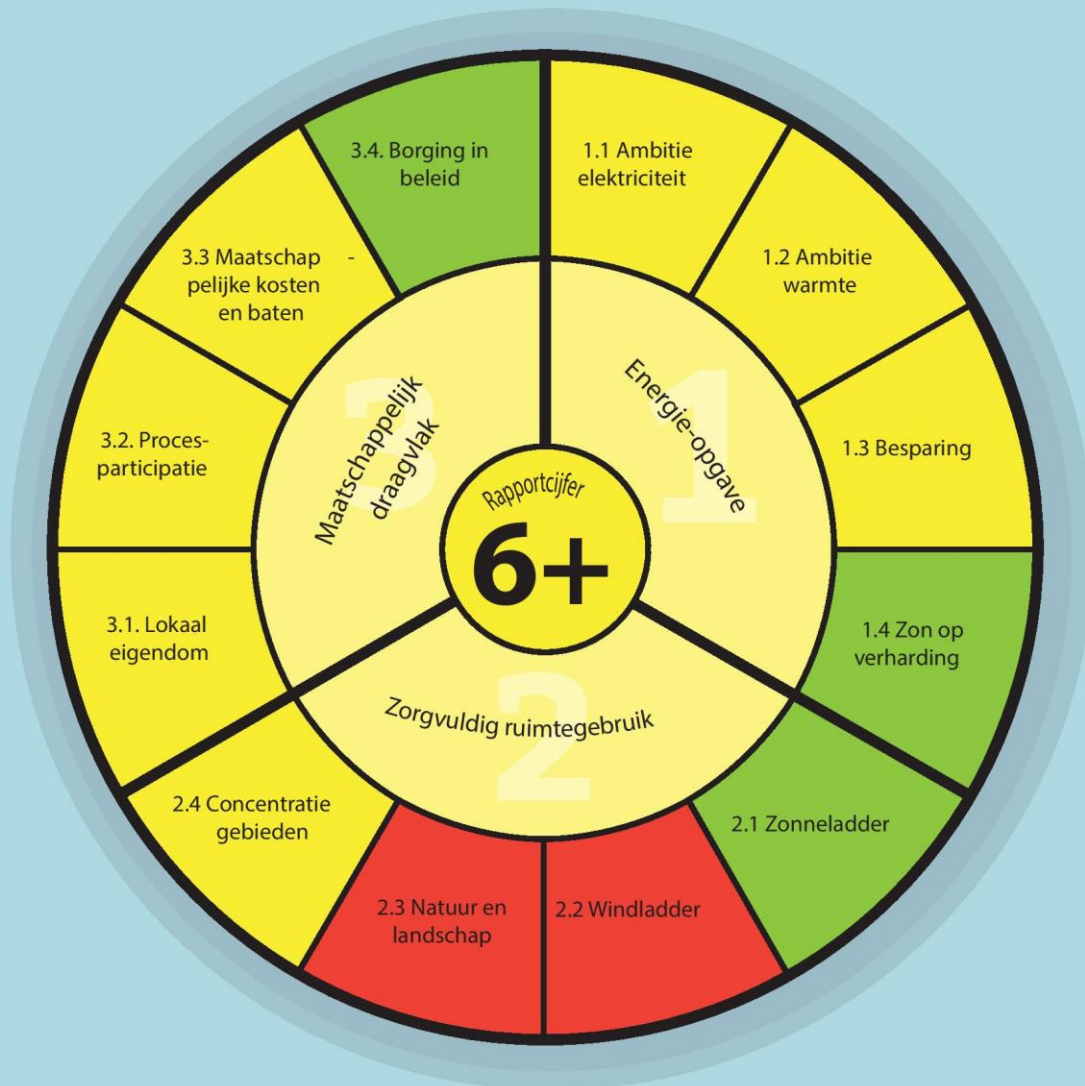 1.1 Ambitie
elektriciteit
1.2 Ambitie
warmte
1.3 Besparing
1.4 Zon op
verharding
2.1 Zonneladder
2.2 Windladder
2.3 Natuur en
landschap
2.4 Concentratie
gebieden
3.1. Lokaal
eigendom
3.2. Proces-
participatie
3.3 Maatschap -
pelijke kosten
en baten
3.4. Borging in
beleid
1
Energie-opgave
2
Zorgvuldig ruimtegebruik
3
Maatschappelijk
draagvlak
Rapportcijfer
6+